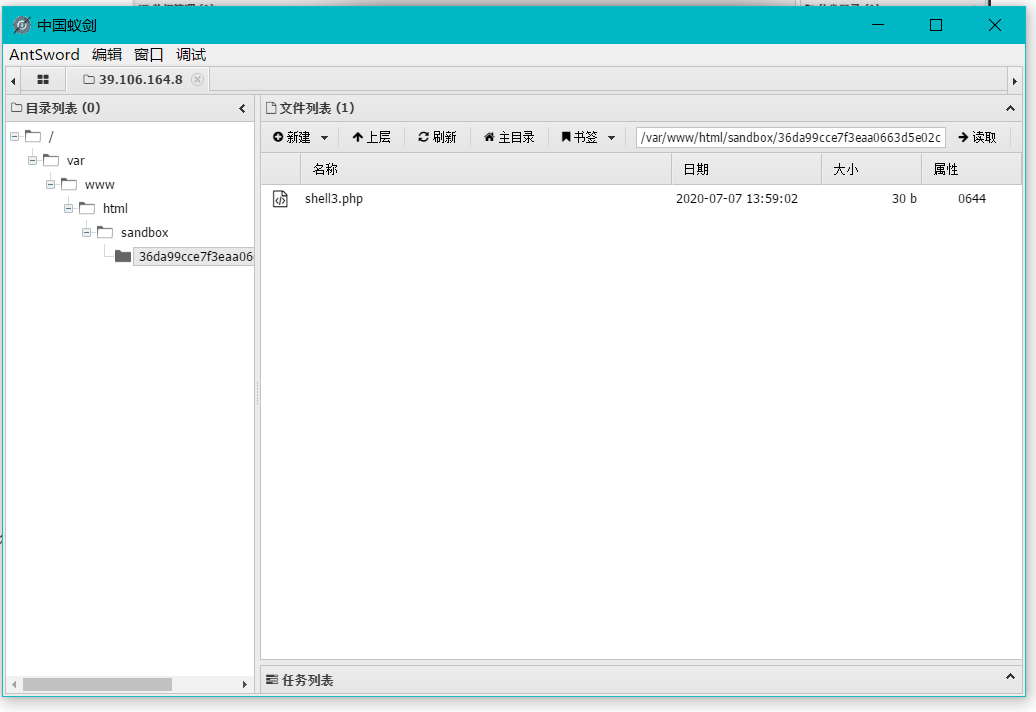 中国蚁剑
AntSword 编辑 窗口 调试
39.106.164.8
目录列表 (0)
/
var
www
html
sandbox
36da99cce7f3eaa06
文件列表 (1)
新建 上层 刷新 主目录 书签 /var/www/html/sandbox/36da99cce7f3eaa0663d5e02c 读取
名称 日期 大小 属性
shell3.php 2020-07-07 13:59:02 30 b 0644
任务列表